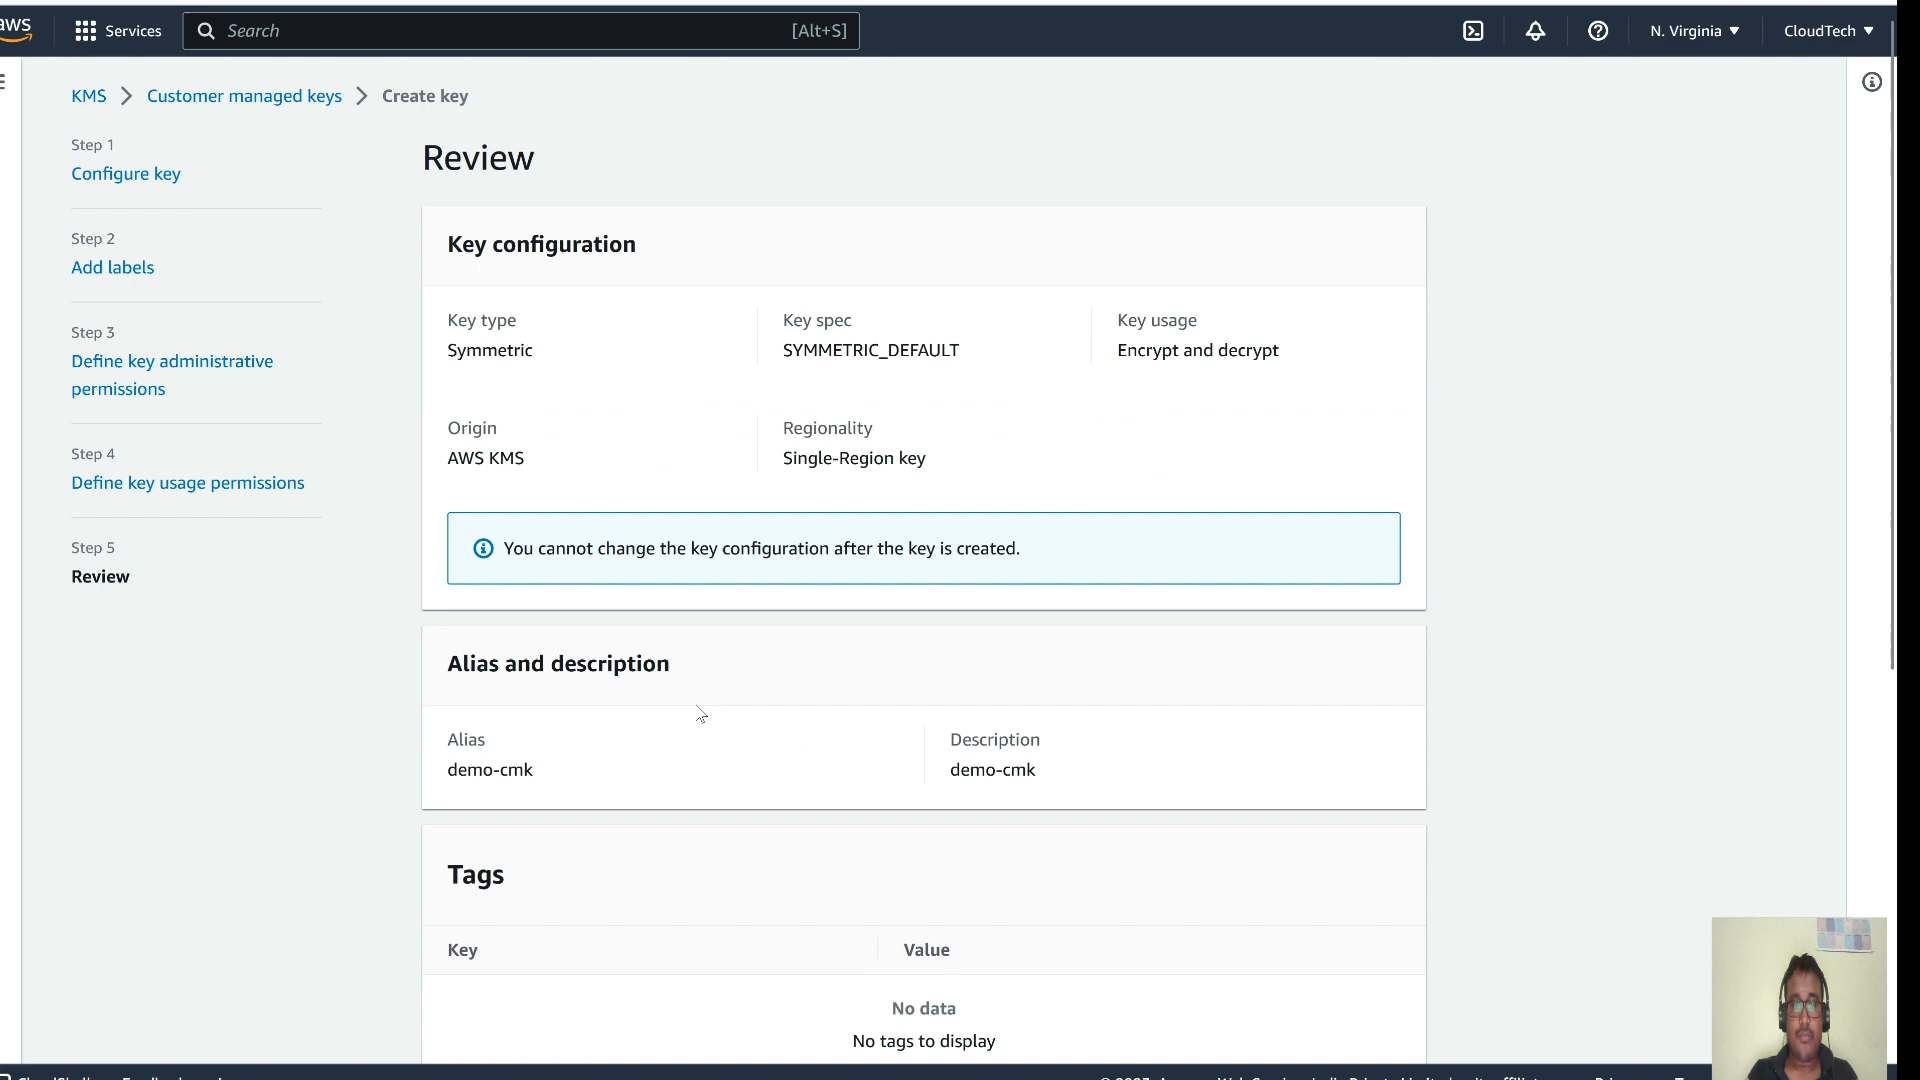 aws
Services
Search
[Alt+S]
N. Virginia
CloudTech
KMS
Customer managed keys
Create key
Step 1
Configure key
Step 2
Add labels
Step 3
Define key administrative
permissions
Step 4
Define key usage permissions
Step 5
Review
Review
Key configuration
Key type
Symmetric
Key spec
SYMMETRIC_DEFAULT
Key usage
Encrypt and decrypt
Origin
AWS KMS
Regionality
Single-Region key
You cannot change the key configuration after the key is created.
Alias and description
Alias
demo-cmk
Description
demo-cmk
Tags
Key
Value
No data
No tags to display